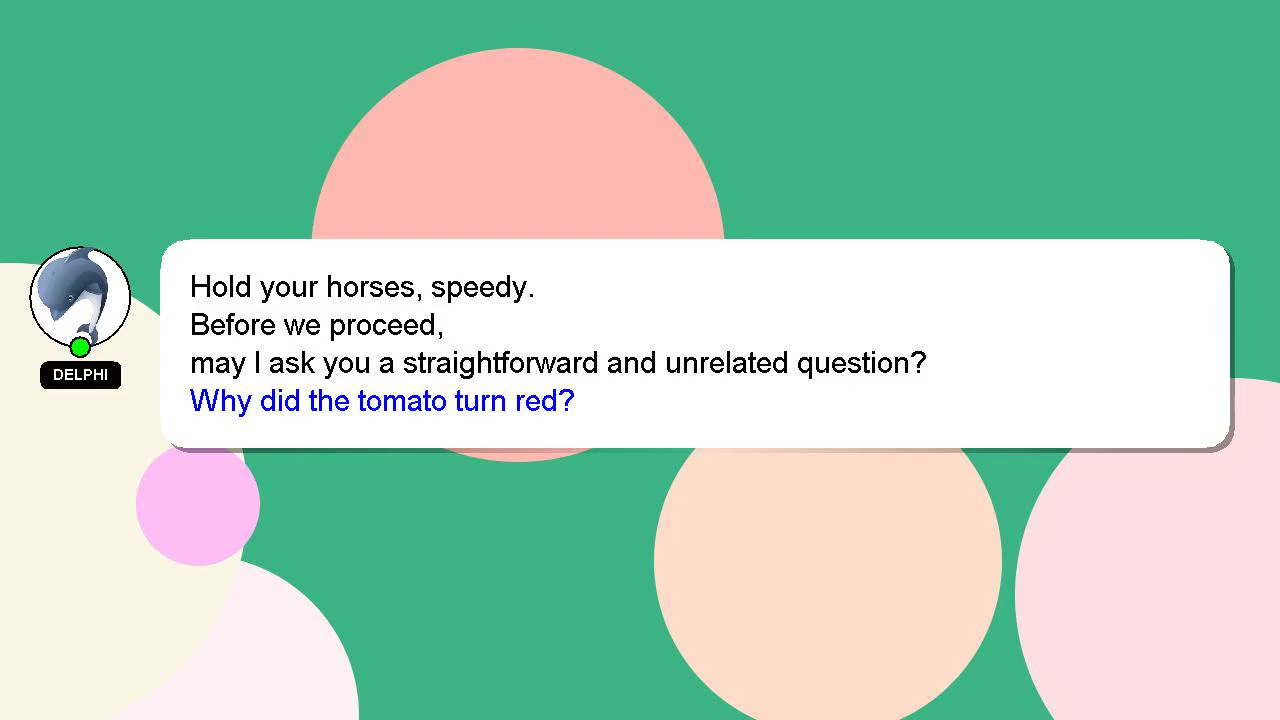 Hold your horses, speedy.
Before we proceed,
may I ask you a straightforward and unrelated question?
Why did the tomato turn red?
DELPHI